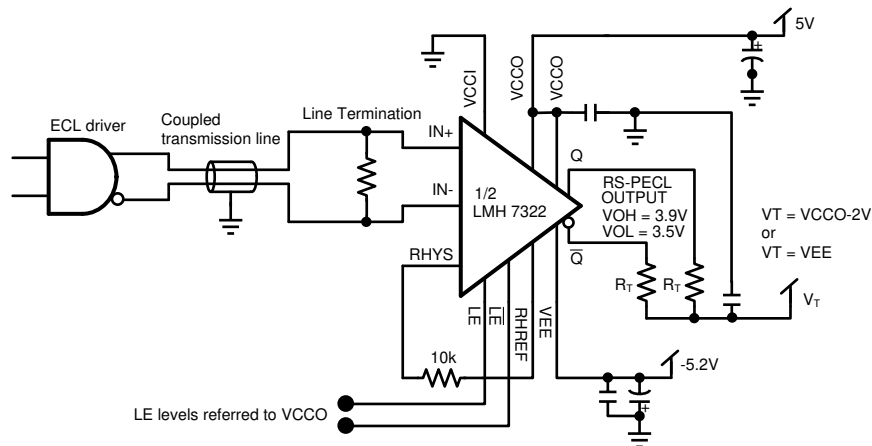 5V
VCCI
VCCO
VCCO
ECL driver
Coupled
transmission line
Line Termination
IN+
IN-
1/2
LMH 7322
Q
RS-PECL
OUTPUT
VOH = 3.9V
VOL = 3.5V
Q
VT = VCCO-2V
or
VT = VEE
RHYS
RT
RT
VT
LE
LE
RHREF
VEE
10k
-5.2V
LE levels referred to VCCO
+
+